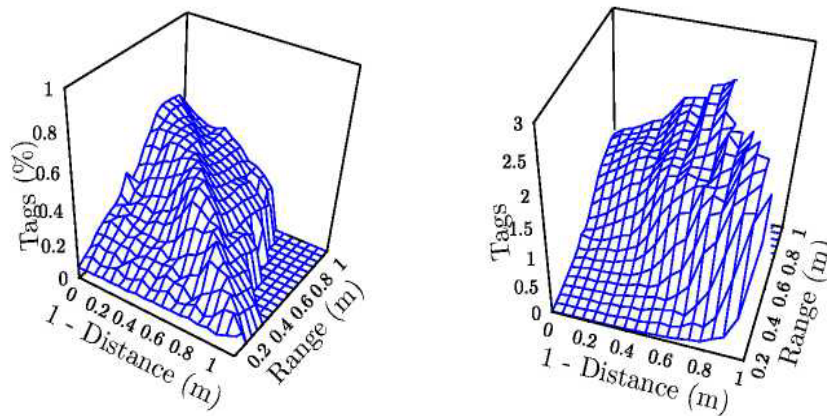 1
0.8
0.6
0.4
0.2
0
Tags (%)
0 0.2 0.4 0.6 0.8 1
1 - Distance (m)
0.2 0.4 0.6 0.8 1
Range (m)
3
2.5
2
1.5
1
0.5
0
Tags
0 0.2 0.4 0.6 0.8 1
1 - Distance (m)
0.2 0.4 0.6 0.8 1
Range (m)